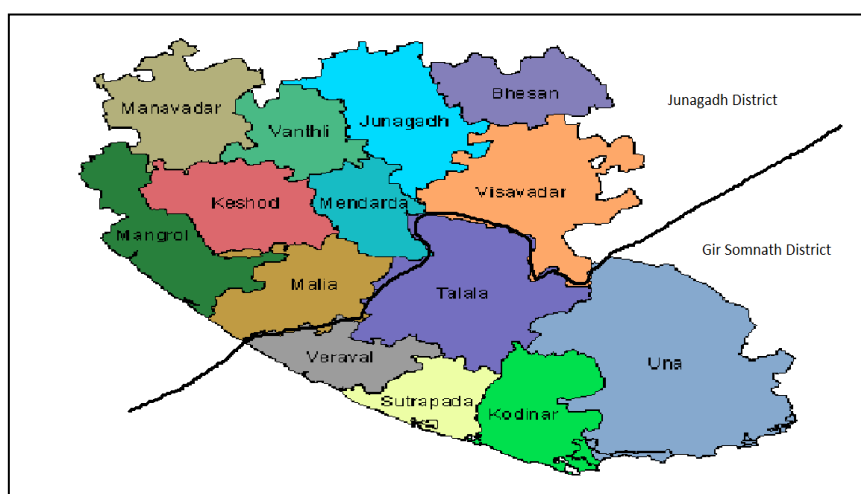 Bhesan
Junagadh District
Manavadar
Junagadh
Vanthli
Visavadar
Keshod
Mendarda
Mangrol
Gir Somnath District
Malia
Talala
Veraval
Una
Sutrapada
Kodinar